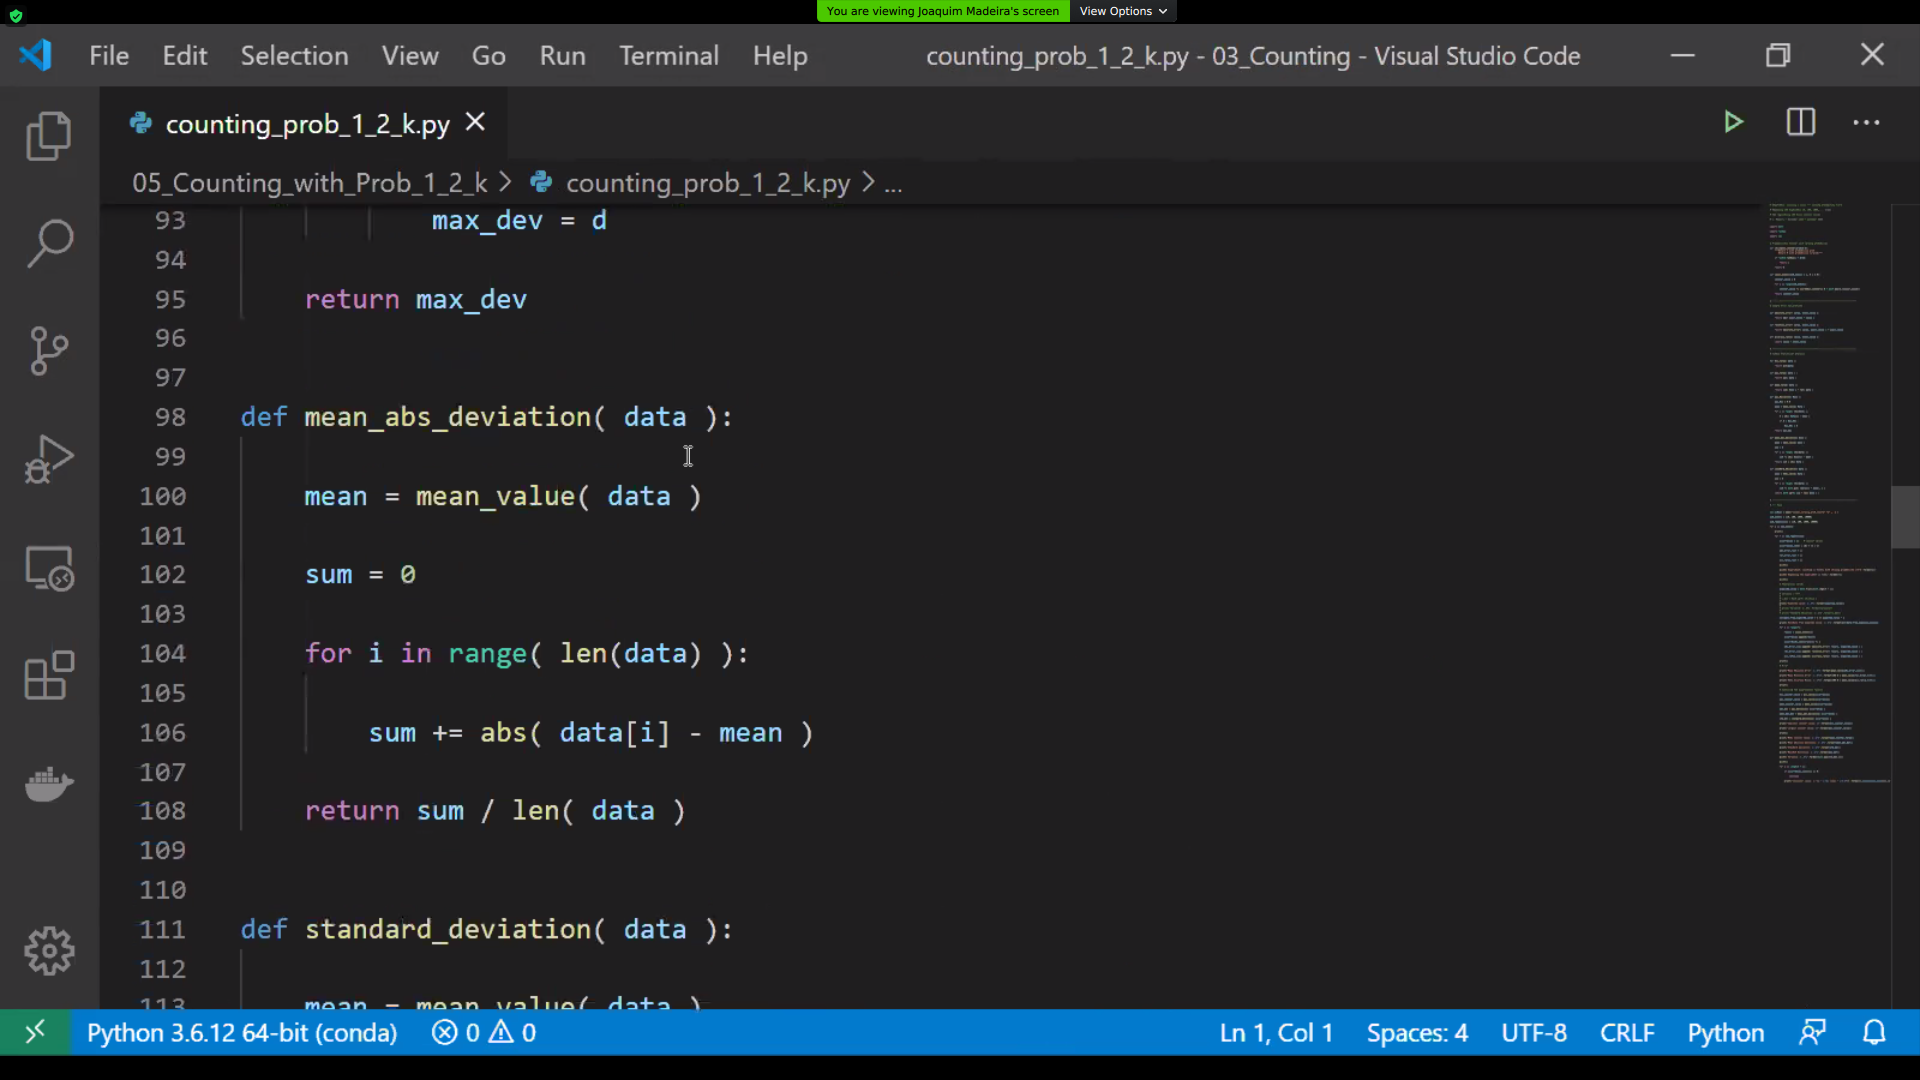 You are viewing Joaquim Madeira's screen View Options
File Edit Selection View Go Run Terminal Help counting_prob_1_2_k.py - 03_Counting - Visual Studio Code
counting_prob_1_2_k.py
05_Counting_with_Prob_1_2_k > counting_prob_1_2_k.py > ...
93 max_dev = d
94
95 return max_dev
96
97
98 def mean_abs_deviation( data ):
99
100 mean = mean_value( data )
101
102 sum = 0
103
104 for i in range( len(data) ):
105
106 sum += abs( data[i] - mean )
107
108 return sum / len( data )
109
110
111 def standard_deviation( data ):
112
113 mean = mean_value( data )
Python 3.6.12 64-bit (conda) 0 0 Ln 1, Col 1 Spaces: 4 UTF-8 CRLF Python